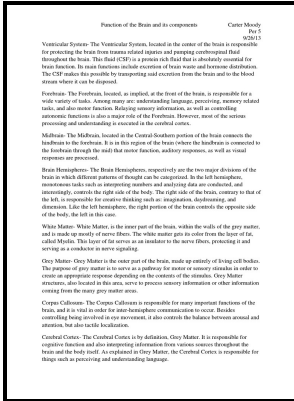 Function of the Brain and its components
Carter Moody
Per 5
9/26/13
Ventricular System- The Ventricular System, located in the center of the brain is responsible
for protecting the brain from trauma related injuries and pumping cerebrospinal fluid
throughout the brain. This fluid (CSF) is a protein rich fluid that is absolutely essential for
brain function. Its main functions include excretion of brain waste and hormone distribution.
The CSF makes this possible by transporting said excretion from the brain and to the blood
stream where it can be disposed.
Forebrain- The Forebrain, located, as implied, at the front of the brain, is responsible for a
wide variety of tasks. Among many are: understanding language, perceiving, memory related
tasks, and also motor function. Relaying sensory information, as well as controlling
autonomic functions is also a major role of the Forebrain. However, most of the serious
processing and understanding is executed in the cerebral cortex.
Midbrain- The Midbrain, located in the Central-Southern portion of the brain connects the
hindbrain to the forebrain. It is in this region of the brain (where the hindbrain is connected to
the forebrain through the mid) that motor function, auditory responses, as well as visual
responses are processed.
Brain Hemispheres- The Brain Hemispheres, respectively are the two major divisions of the
brain in which different patterns of thought can be categorized. In the left hemisphere,
monotonous tasks such as interpreting numbers and analyzing data are conducted, and
interestingly, controls the right side of the body. The right side of the brain, contrary to that of
the left, is responsible for creative thinking such as: imagination, daydreaming, and
dimension. Like the left hemisphere, the right portion of the brain controls the opposite side
of the body, the left in this case.
White Matter- White Matter, is the inner part of the brain, within the walls of the grey matter,
and is made up mostly of nerve fibers. The white matter gets its color from the layer of fat,
called Myelin. This layer of fat serves as an insulator to the nerve fibers, protecting it and
serving as a conductor in nerve signaling.
Grey Matter- Grey Matter is the outer part of the brain, made up entirely of living cell bodies.
The purpose of grey matter is to serve as a pathway for motor or sensory stimulus in order to
create an appropriate response depending on the contents of the stimulus. Grey Matter
structures, also located in this area, serve to process sensory information or other information
coming from the many grey matter areas.
Corpus Callosum- The Corpus Callosum is responsible for many important functions of the
brain, and it is vital in order for inter-hemisphere communication to occur. Besides
controlling being involved in eye movement, it also controls the balance between arousal and
attention, but also tactile localization.
Cerebral Cortex- The Cerebral Cortex is by definition, Grey Matter. It is responsible for
cognitive function and also interpreting information from various sources throughout the
brain and the body itself. As explained in Grey Matter, the Cerebral Cortex is responsible for
things such as perceiving and understanding language.